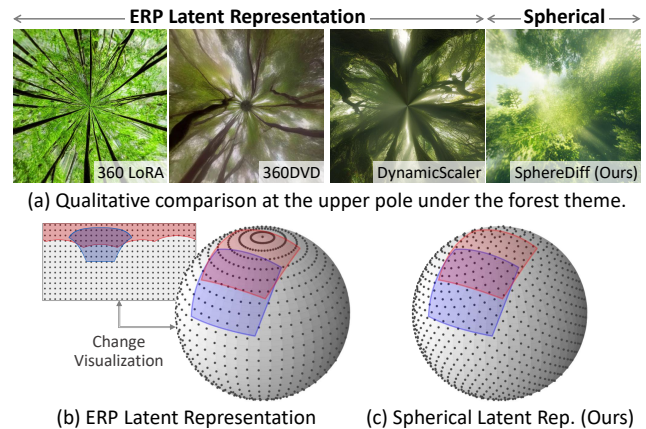 ERP Latent Representation
Spherical
360 LoRA
360DVD
DynamicScaler
SphereDiff (Ours)
(a) Qualitative comparison at the upper pole under the forest theme.
Change
Visualization
(b) ERP Latent Representation
(c) Spherical Latent Rep. (Ours)